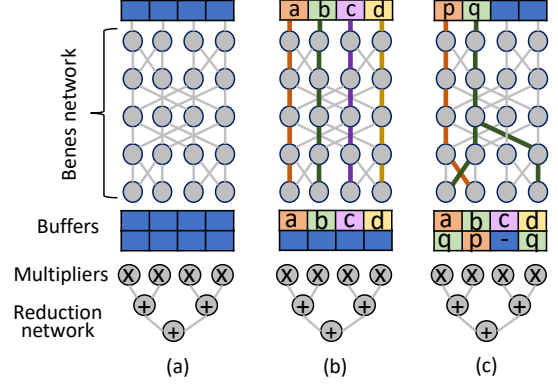 a b c d
p q
Benes network
Buffers
a b c d
a b c d
q p - q
Multipliers
X X X X
X X X X
X X X X
Reduction
network
+ +
+ +
+ +
+
+
+
(a) (b) (c)